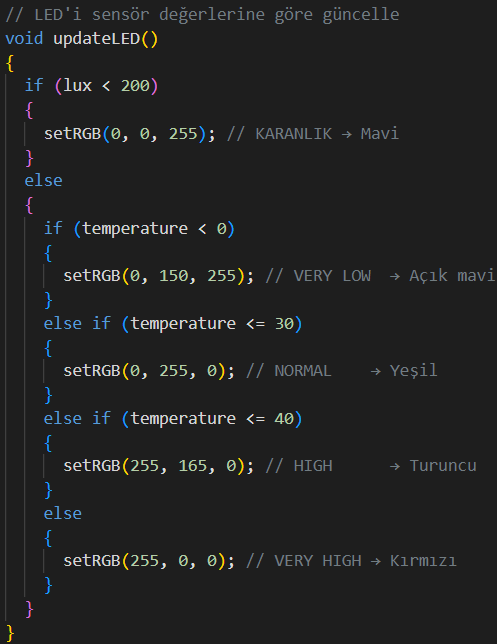 // LED'i sensör değerlerine göre güncelle
void updateLED()
{
  if (lux < 200)
  {
    setRGB(0, 0, 255); // KARANLIK → Mavi
  }
  else
  {
    if (temperature < 0)
    {
      setRGB(0, 150, 255); // VERY LOW  → Açık mavi
    }
    else if (temperature <= 30)
    {
      setRGB(0, 255, 0); // NORMAL    → Yeşil
    }
    else if (temperature <= 40)
    {
      setRGB(255, 165, 0); // HIGH      → Turuncu
    }
    else
    {
      setRGB(255, 0, 0); // VERY HIGH → Kırmızı
    }
  }
}